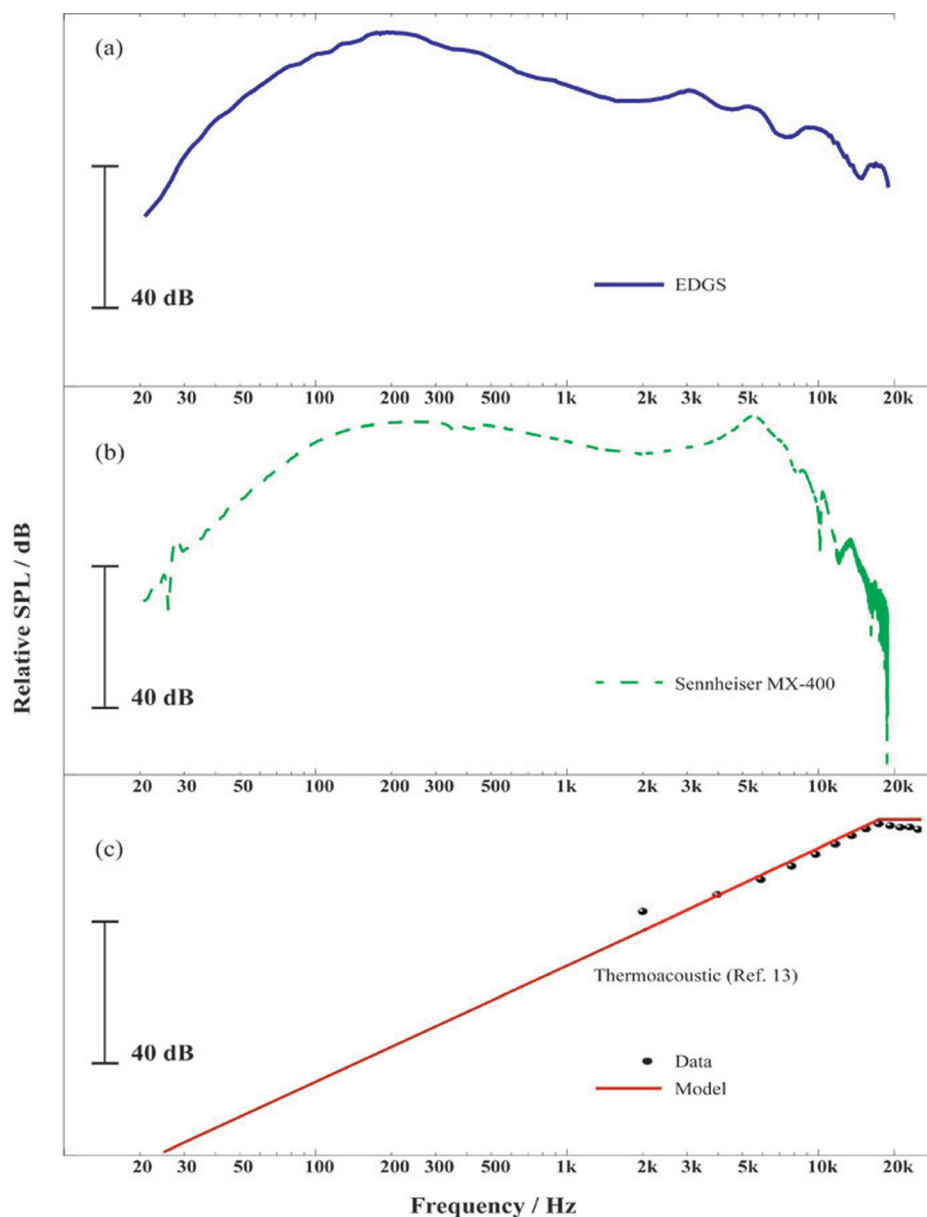 (a)
40 dB
EDGS
20 30 50 100 200 300 500 1k 2k 3k 5k 10k 20k
(b)
Relative SPL / dB
40 dB
Sennheiser MX-400
20 30 50 100 200 300 500 1k 2k 3k 5k 10k 20k
(c)
Thermoacoustic (Ref. 13)
40 dB
Data
Model
20 30 50 100 200 300 500 1k 2k 3k 5k 10k 20k
Frequency / Hz